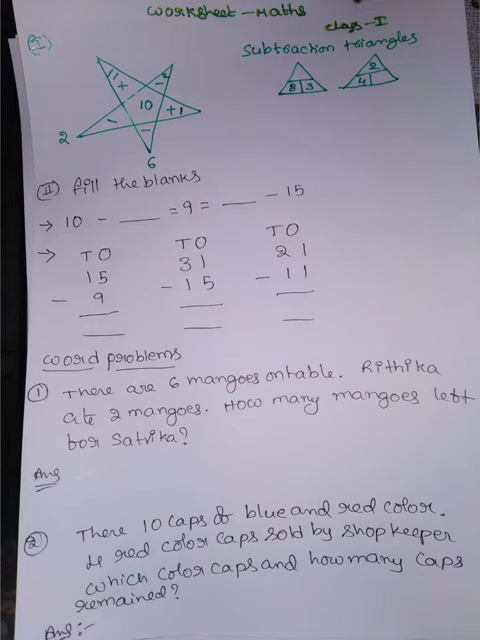 Worksheet - Maths
Class - I
(I)
Subtraction triangles
11 + - 2
10
- +1
2 -
6
8 3
2
4
(II) fill the blanks
→ 10 - ___ = 9 = ___ - 15
→ TO TO TO
15 31 21
- 9 - 15 - 11
word problems
(1) There are 6 mangoes on table. Rithika
ate 2 mangoes. How many mangoes left
for Satvika?
Ans
(2) There 10 caps of blue and red color.
4 red color caps sold by shop keeper
which color caps and how many caps
remained?
Ans:-